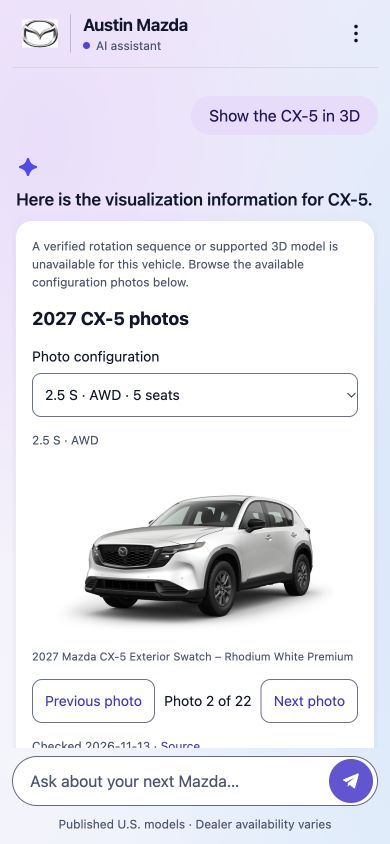 Austin Mazda
AI assistant
Show the CX-5 in 3D
Here is the visualization information for CX-5.
A verified rotation sequence or supported 3D model is
unavailable for this vehicle. Browse the available
configuration photos below.
2027 CX-5 photos
Photo configuration
2.5 S · AWD · 5 seats
2.5 S · AWD
2027 Mazda CX-5 Exterior Swatch – Rhodium White Premium
Previous photo
Photo 2 of 22
Next photo
Checked 2026-11-13 · Source
Ask about your next Mazda...
Published U.S. models · Dealer availability varies